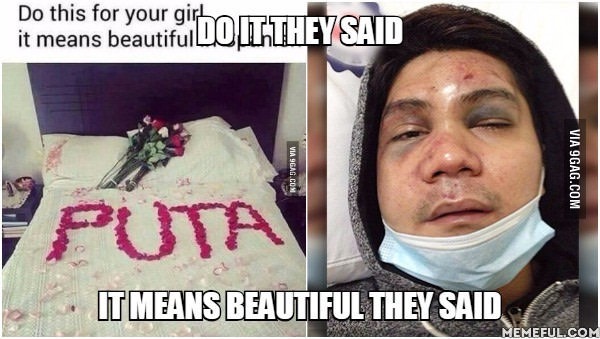 Do this for your girl,
it means beautiful
DO IT THEY SAID
PUTA
VIA 9GAG.COM
VIA 9GAG.COM
IT MEANS BEAUTIFUL THEY SAID
MEMEFUL.COM